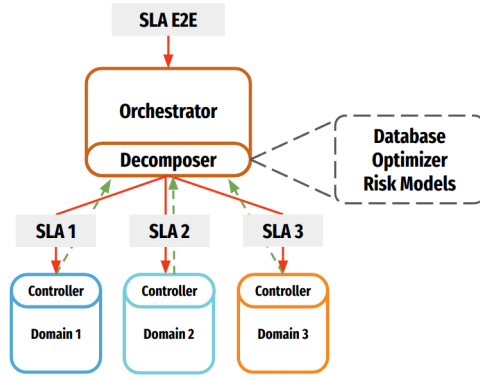 SLA E2E
Orchestrator
Decomposer
Database
Optimizer
Risk Models
SLA 1
SLA 2
SLA 3
Controller
Controller
Controller
Domain 1
Domain 2
Domain 3